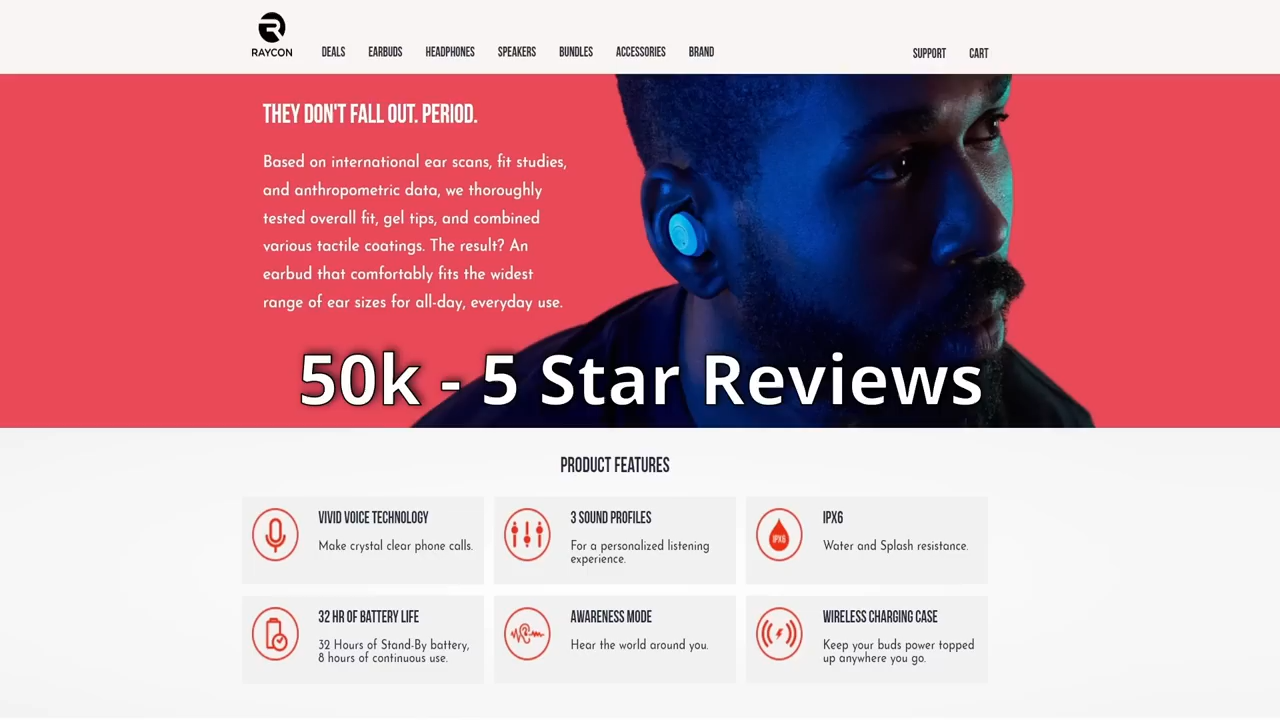 RAYCON
DEALS EARBUDS HEADPHONES SPEAKERS BUNDLES ACCESSORIES BRAND
SUPPORT CART
THEY DON'T FALL OUT. PERIOD.
Based on international ear scans, fit studies,
and anthropometric data, we thoroughly
tested overall fit, gel tips, and combined
various tactile coatings. The result? An
earbud that comfortably fits the widest
range of ear sizes for all-day, everyday use.
50k - 5 Star Reviews
PRODUCT FEATURES
VIVID VOICE TECHNOLOGY
Make crystal clear phone calls.
3 SOUND PROFILES
For a personalized listening
experience.
IPX6
IPX6
Water and Splash resistance.
32 HR OF BATTERY LIFE
32 Hours of Stand-By battery,
8 hours of continuous use.
AWARENESS MODE
Hear the world around you.
WIRELESS CHARGING CASE
Keep your buds power topped
up anywhere you go.